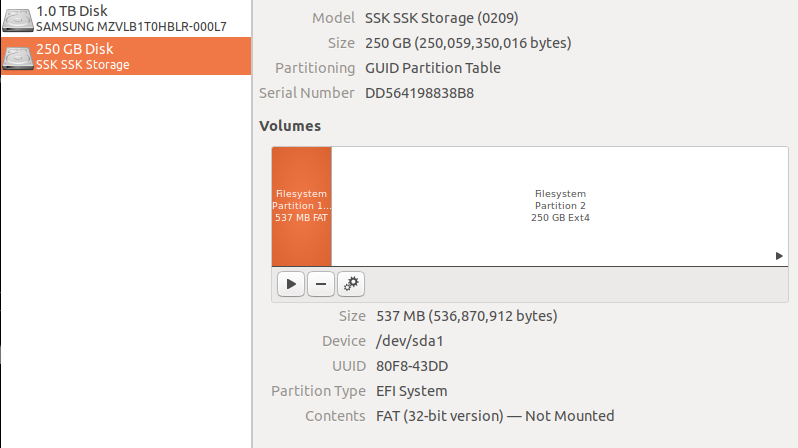 1.0 TB Disk
SAMSUNG MZVLB1T0HBLR-000L7
250 GB Disk
SSK SSK Storage
Model SSK SSK Storage (0209)
Size 250 GB (250,059,350,016 bytes)
Partitioning GUID Partition Table
Serial Number DD564198838B8
Volumes
Filesystem
Partition 1…
537 MB FAT
Filesystem
Partition 2
250 GB Ext4
Size 537 MB (536,870,912 bytes)
Device /dev/sda1
UUID 80F8-43DD
Partition Type EFI System
Contents FAT (32-bit version) — Not Mounted